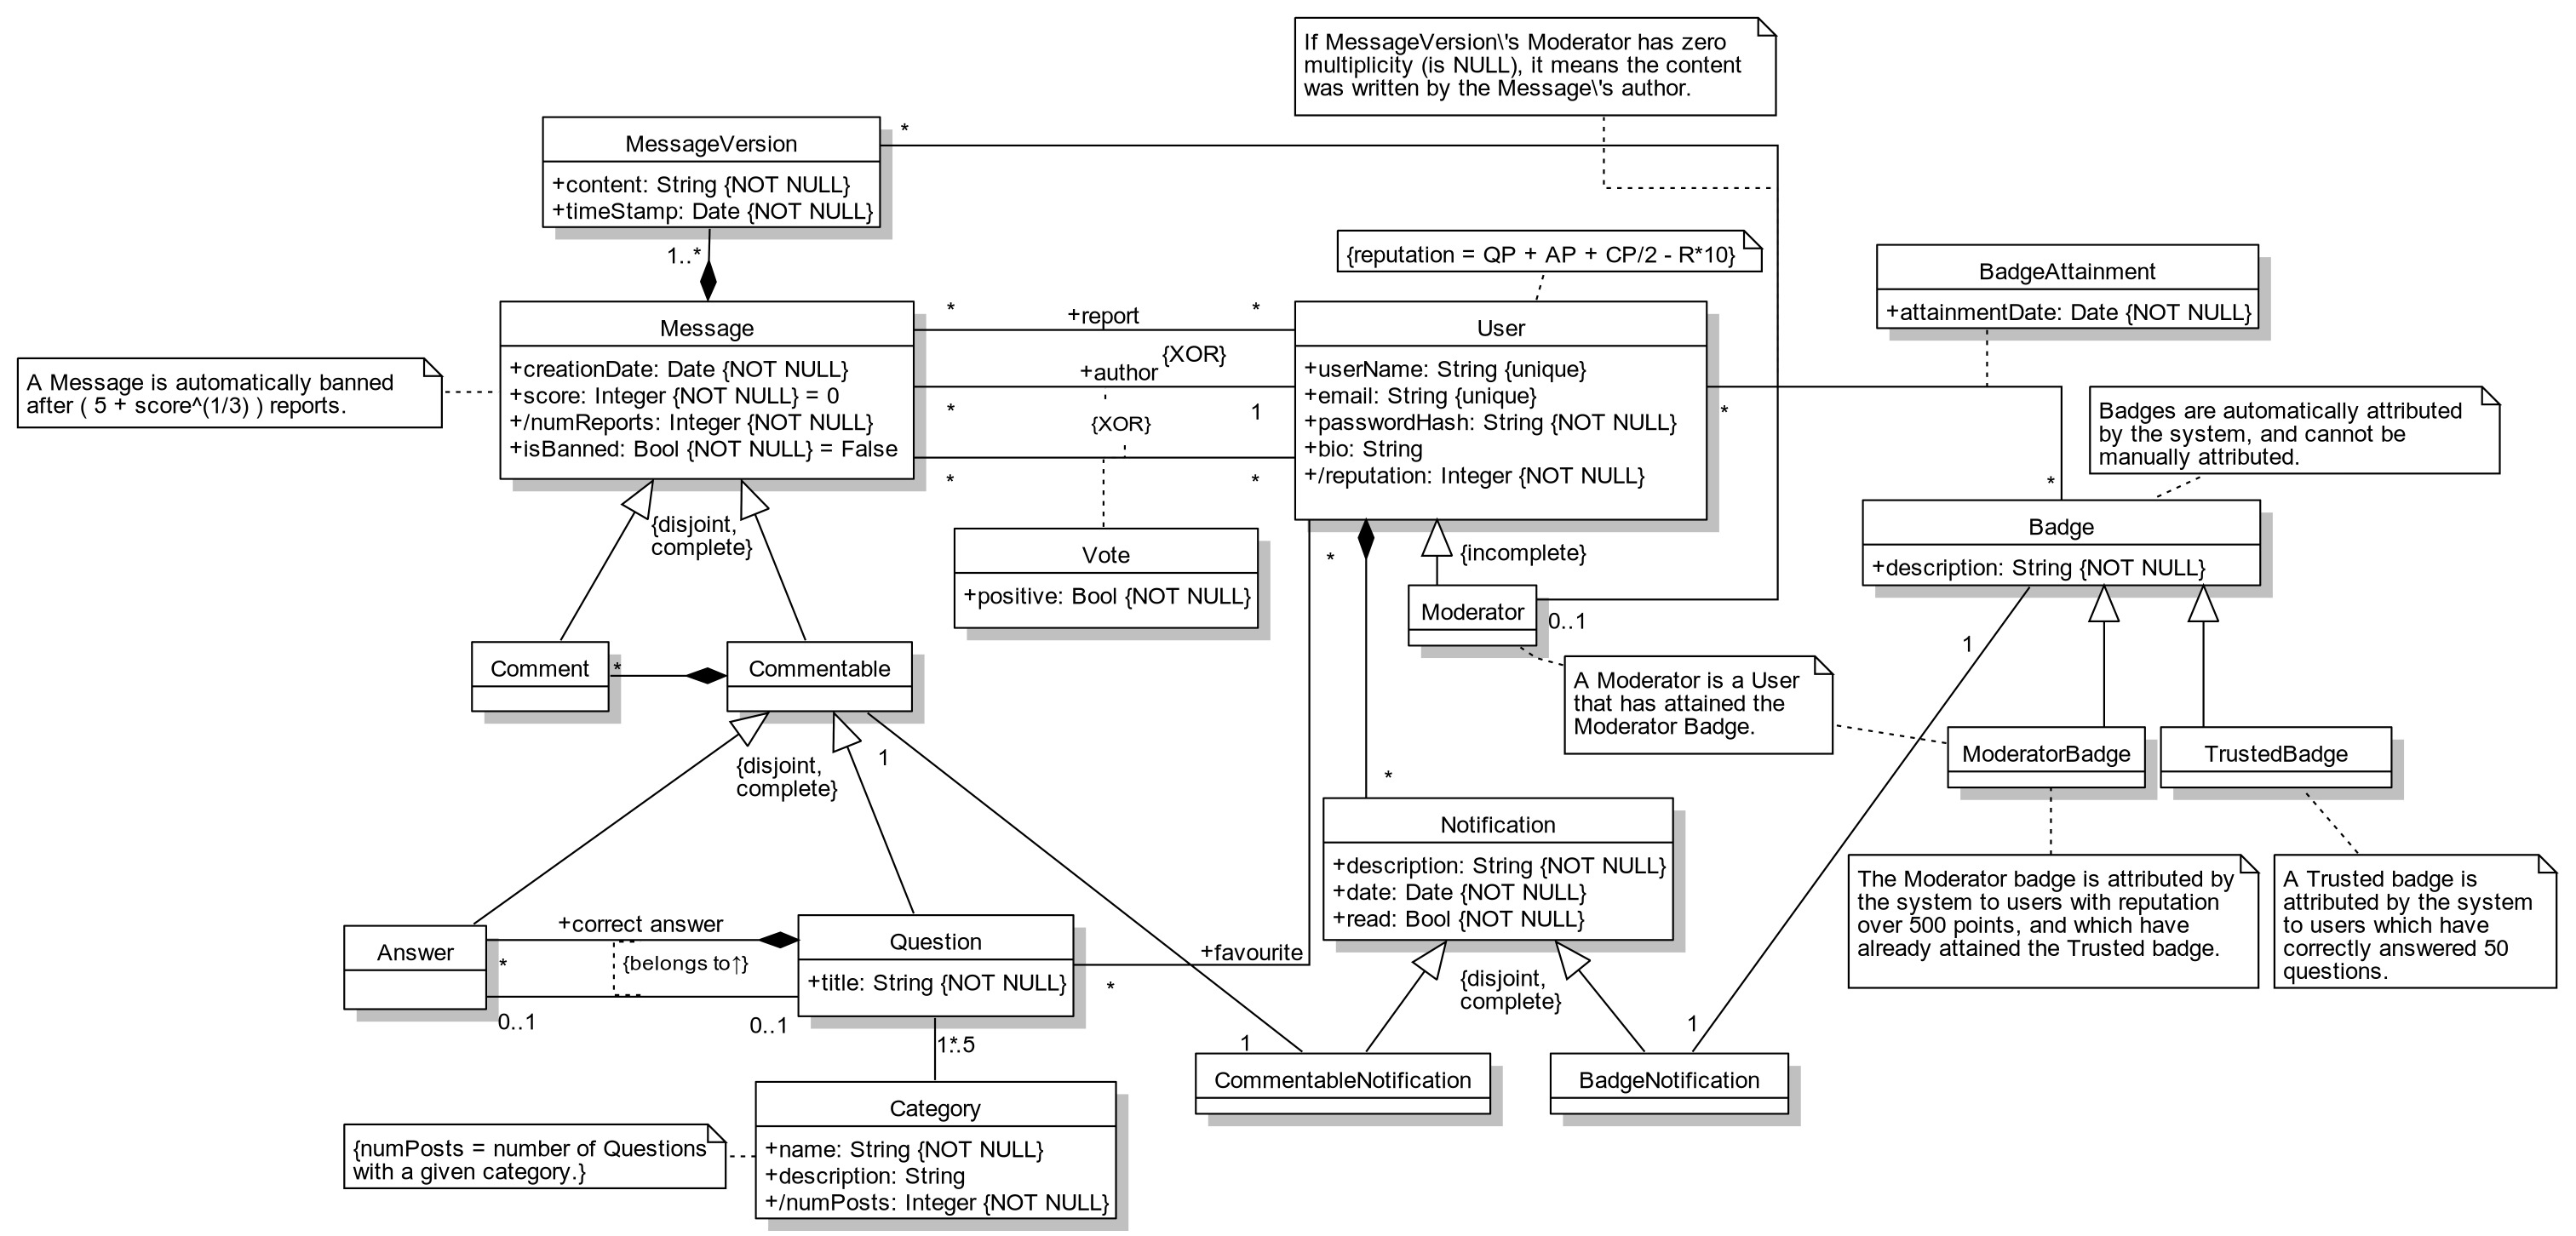 If MessageVersion\'s Moderator has zero
multiplicity (is NULL), it means the content
was written by the Message\'s author.
MessageVersion
+content: String {NOT NULL}
+timeStamp: Date {NOT NULL}
*
1..*
{reputation = QP + AP + CP/2 - R*10}
BadgeAttainment
+attainmentDate: Date {NOT NULL}
A Message is automatically banned
after ( 5 + score^(1/3) ) reports.
Message
+creationDate: Date {NOT NULL}
+score: Integer {NOT NULL} = 0
+/numReports: Integer {NOT NULL}
+isBanned: Bool {NOT NULL} = False
*
+report
*
{XOR}
+author
*
1
{XOR}
*
*
User
+userName: String {unique}
+email: String {unique}
+passwordHash: String {NOT NULL}
+bio: String
+/reputation: Integer {NOT NULL}
*
*
Badges are automatically attributed
by the system, and cannot be
manually attributed.
Badge
+description: String {NOT NULL}
{disjoint,
complete}
Vote
+positive: Bool {NOT NULL}
*
{incomplete}
Moderator
0..1
Comment
*
Commentable
A Moderator is a User
that has attained the
Moderator Badge.
1
ModeratorBadge
TrustedBadge
{disjoint,
complete}
1
*
Notification
+description: String {NOT NULL}
+date: Date {NOT NULL}
+read: Bool {NOT NULL}
The Moderator badge is attributed by
the system to users with reputation
over 500 points, and which have
already attained the Trusted badge.
A Trusted badge is
attributed by the system
to users which have
correctly answered 50
questions.
Answer
+correct answer
*
{belongs to↑}
0..1
0..1
Question
+title: String {NOT NULL}
+favourite
*
{disjoint,
complete}
1
1
1..5
*
CommentableNotification
BadgeNotification
{numPosts = number of Questions
with a given category.}
Category
+name: String {NOT NULL}
+description: String
+/numPosts: Integer {NOT NULL}